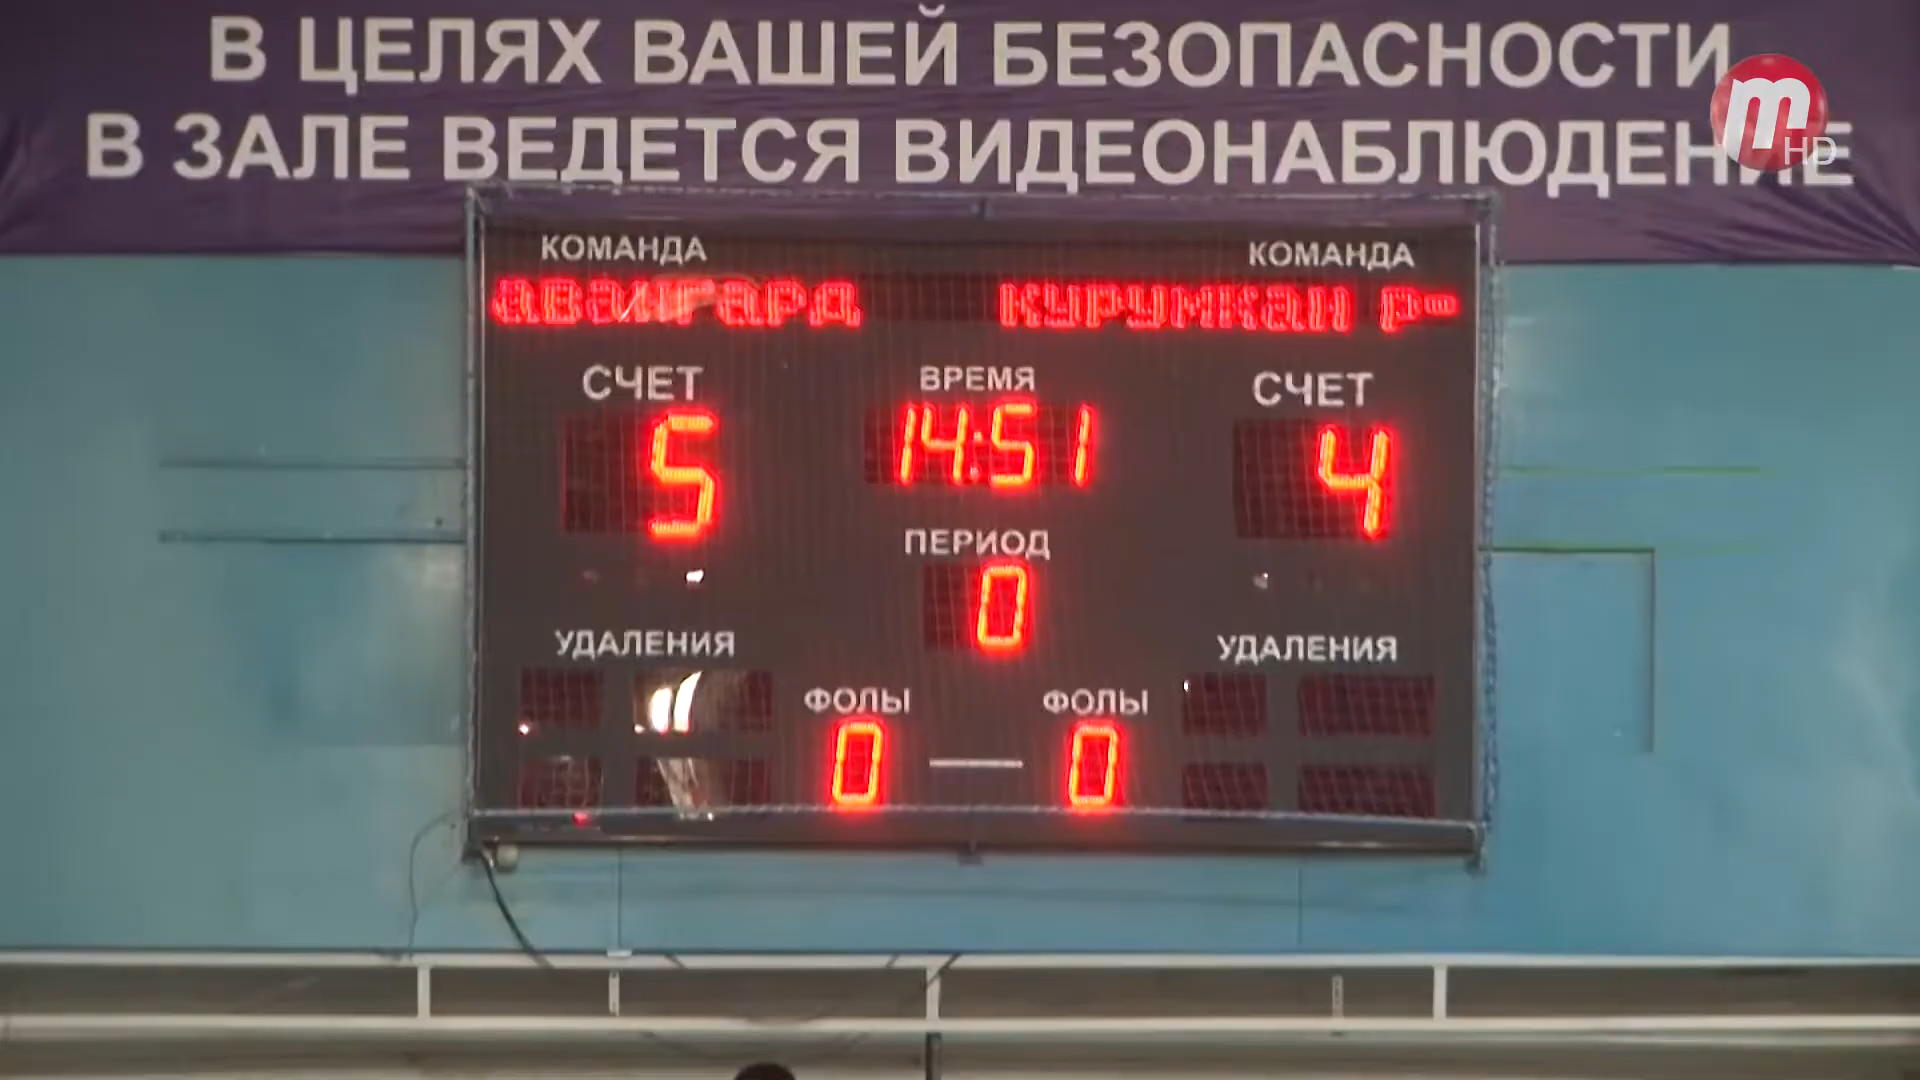 В ЦЕЛЯХ ВАШЕЙ БЕЗОПАСНОСТИ
В ЗАЛЕ ВЕДЕТСЯ ВИДЕОНАБЛЮДЕНИЕ
m HD
КОМАНДА КОМАНДА
авангард Курумкан р-
СЧЕТ ВРЕМЯ СЧЕТ
5 14:51 4
ПЕРИОД
0
УДАЛЕНИЯ УДАЛЕНИЯ
ФОЛЫ ФОЛЫ
0 — 0